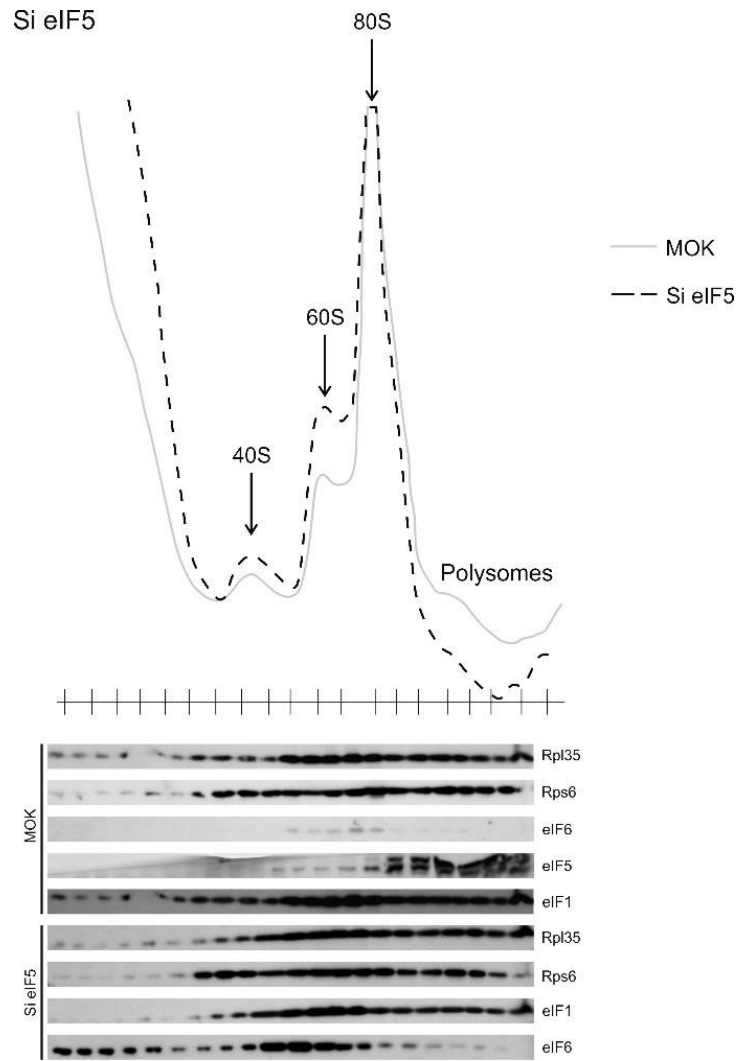 Si eIF5
80S
MOK
Si eIF5
60S
40S
Polysomes
MOK
Rpl35
Rps6
eIF6
eIF5
eIF1
Si eIF5
Rpl35
Rps6
eIF1
eIF6